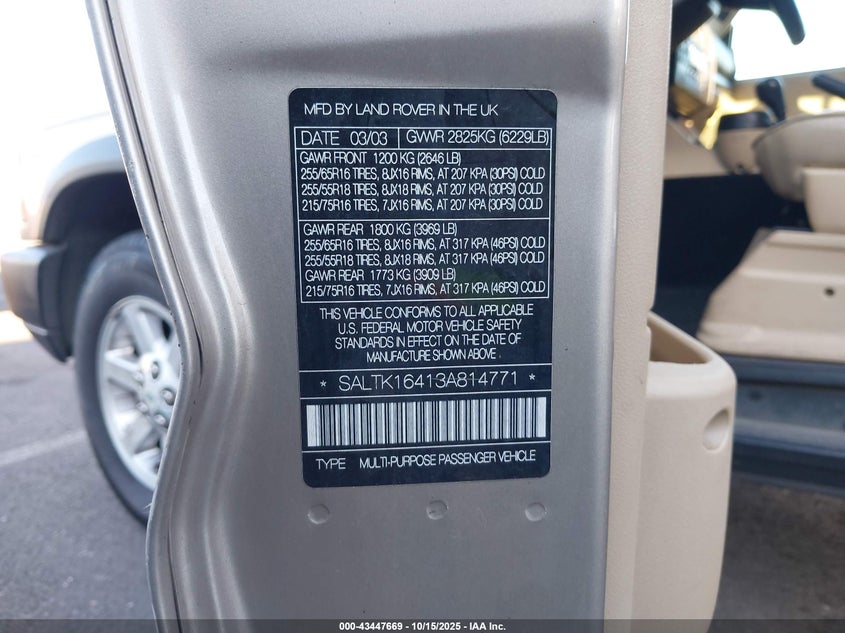 MFD BY LAND ROVER IN THE UK
DATE 03/03 GVWR 2825KG (6229LB)
GAWR FRONT 1200 KG (2646 LB)
255/65R16 TIRES, 8JX16 RIMS, AT 207 KPA (30PSI) COLD
255/55R18 TIRES, 8JX18 RIMS, AT 207 KPA (30PSI) COLD
215/75R16 TIRES, 7JX16 RIMS, AT 207 KPA (30PSI) COLD
GAWR REAR 1800 KG (3969 LB)
255/65R16 TIRES, 8JX16 RIMS, AT 317 KPA (46PSI) COLD
255/55R18 TIRES, 8JX18 RIMS, AT 317 KPA (46PSI) COLD
GAWR REAR 1773 KG (3909 LB)
215/75R16 TIRES, 7JX16 RIMS, AT 317 KPA (46PSI) COLD
THIS VEHICLE CONFORMS TO ALL APPLICABLE
U.S. FEDERAL MOTOR VEHICLE SAFETY
STANDARDS IN EFFECT ON THE DATE OF
MANUFACTURE SHOWN ABOVE.
* SALTK16413A814771 *
TYPE MULTI-PURPOSE PASSENGER VEHICLE
000-43447669 - 10/15/2025 - IAA Inc.